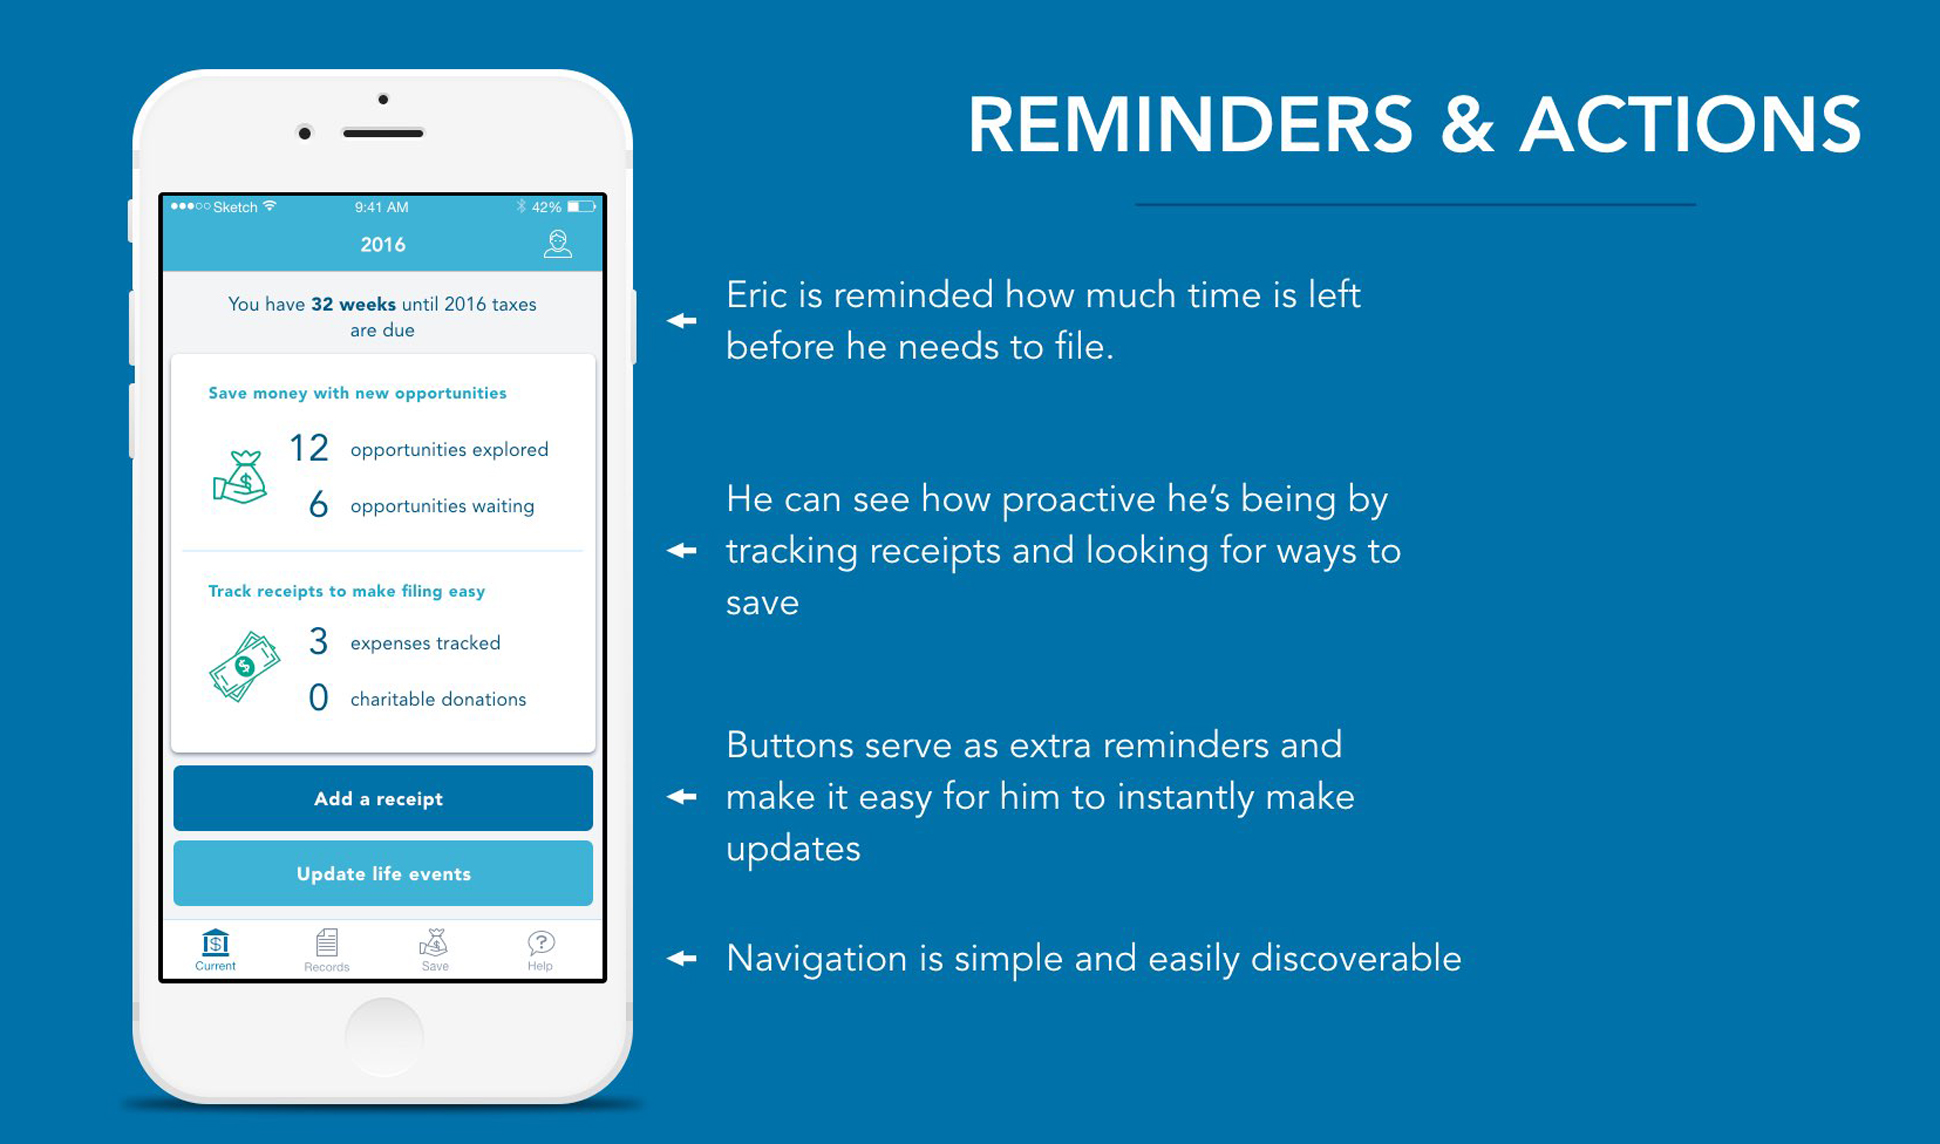 REMINDERS & ACTIONS
Sketch 9:41 AM 42%
2016
You have 32 weeks until 2016 taxes
are due
Save money with new opportunities
12 opportunities explored
6 opportunities waiting
Track receipts to make filing easy
3 expenses tracked
0 charitable donations
Add a receipt
Update life events
Current Records Save Help
Eric is reminded how much time is left
before he needs to file.
He can see how proactive he's being by
tracking receipts and looking for ways to
save
Buttons serve as extra reminders and
make it easy for him to instantly make
updates
Navigation is simple and easily discoverable